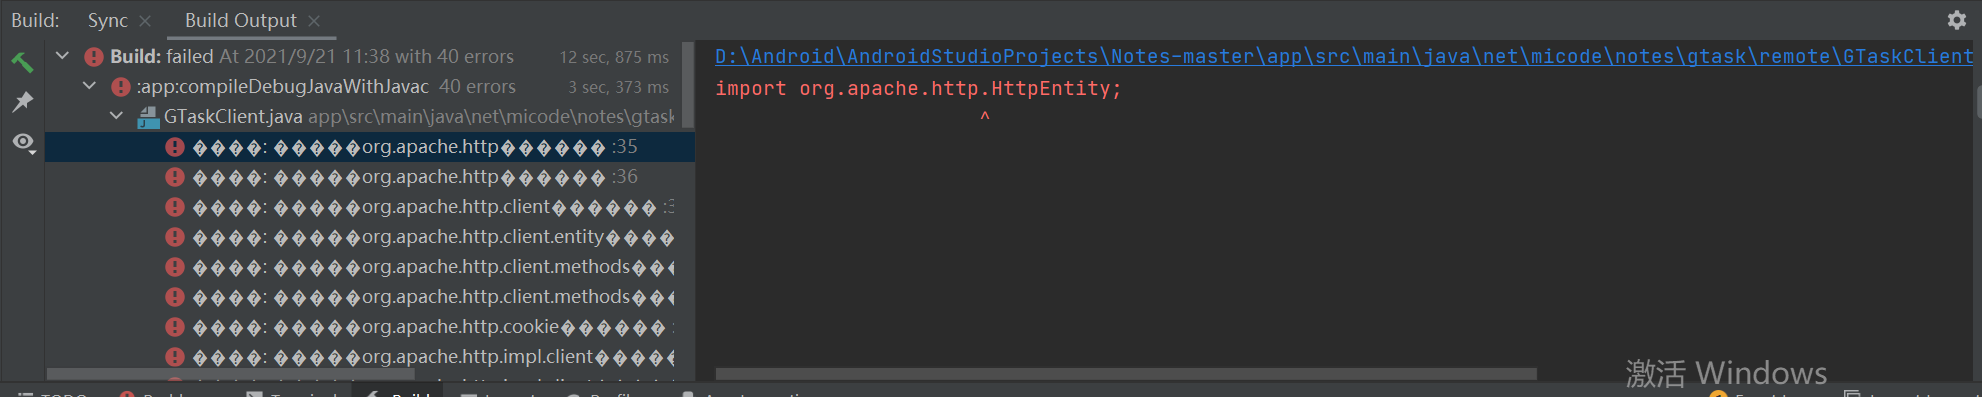 Build: Sync × Build Output ×
Build: failed At 2021/9/21 11:38 with 40 errors 12 sec, 875 ms
:app:compileDebugJavaWithJavac 40 errors 3 sec, 373 ms
GTaskClient.java app\src\main\java\net\micode\notes\gtask
����: �����org.apache.http������ :35
����: �����org.apache.http������ :36
����: �����org.apache.http.client������
����: �����org.apache.http.client.entity����
����: �����org.apache.http.client.methods���
����: �����org.apache.http.client.methods���
����: �����org.apache.http.cookie������ :
����: �����org.apache.http.impl.client�����
D:\Android\AndroidStudioProjects\Notes-master\app\src\main\java\net\micode\notes\gtask\remote\GTaskClient
import org.apache.http.HttpEntity;
^
激活 Windows